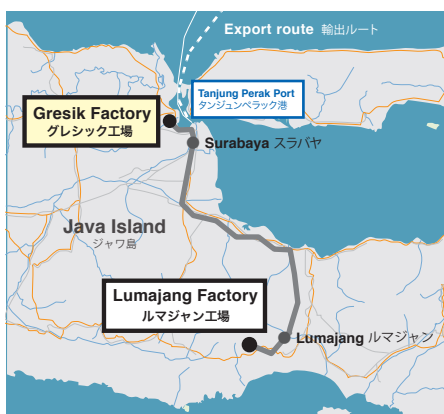 Export route 輸出ルート
Tanjung Perak Port
タンジュンペラック港
Gresik Factory
グレシック工場
Surabaya スラバヤ
Java Island
ジャワ島
Lumajang Factory
ルマジャン工場
Lumajang ルマジャン